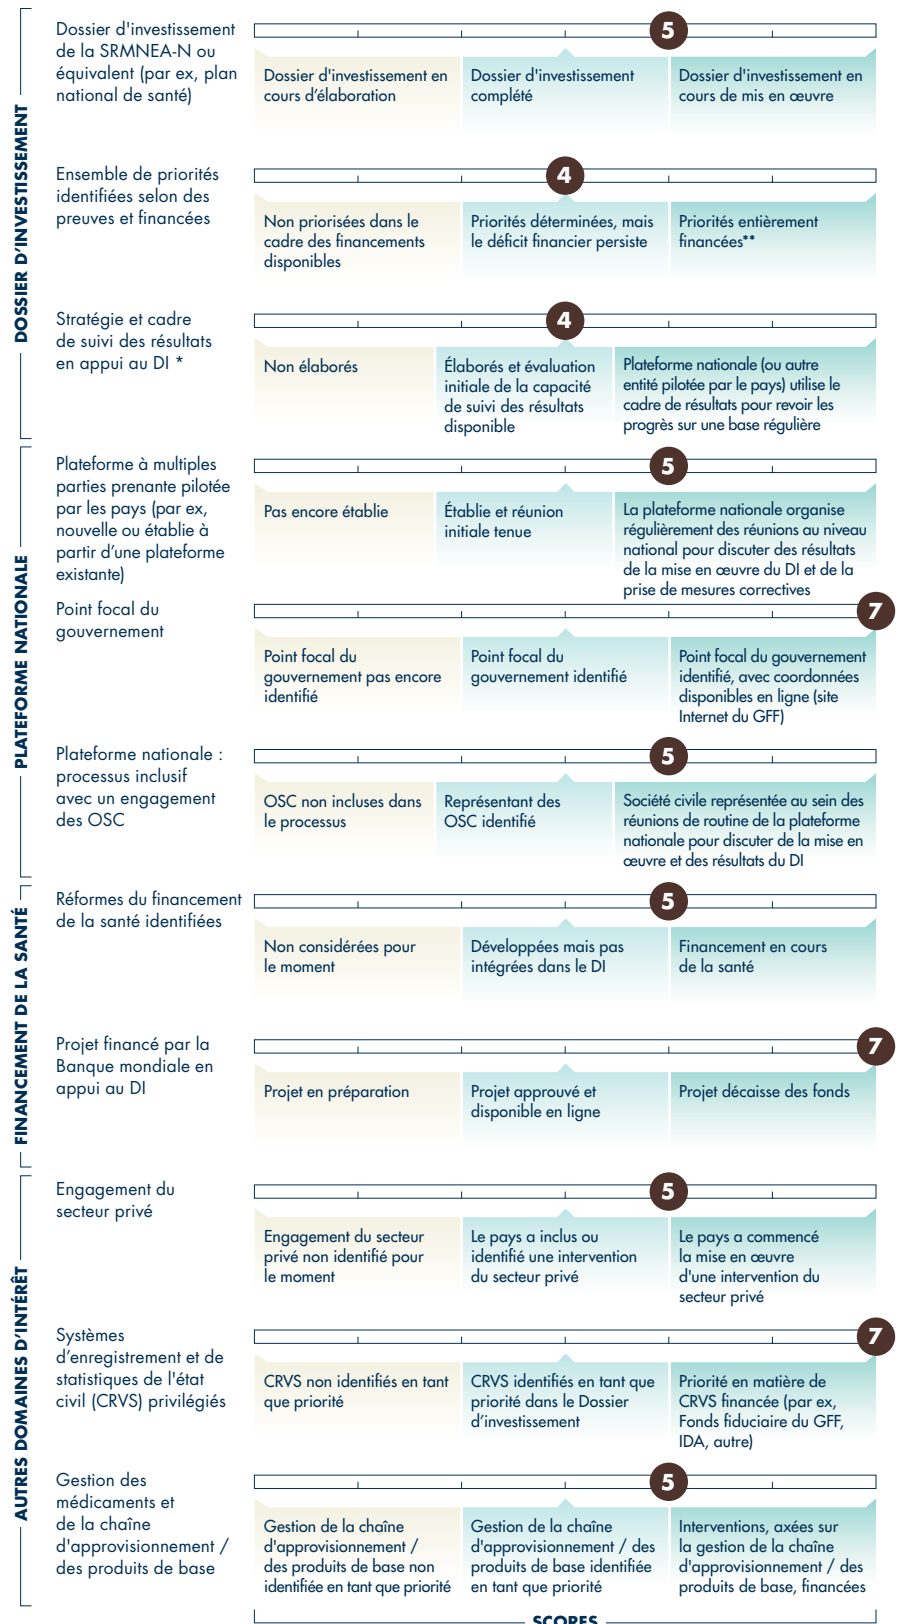 DOSSIER D'INVESTISSEMENT
Dossier d'investissement
de la SRMNEA-N ou
équivalent (par ex, plan
national de santé)
5
Dossier d'investissement en
cours d’élaboration
Dossier d'investissement
complété
Dossier d'investissement en
cours de mis en œuvre
Ensemble de priorités
identifiées selon des
preuves et financées
4
Non priorisées dans le
cadre des financements
disponibles
Priorités déterminées, mais
le déficit financier persiste
Priorités entièrement
financées**
Stratégie et cadre
de suivi des résultats
en appui au DI *
4
Non élaborés
Élaborés et évaluation
initiale de la capacité
de suivi des résultats
disponible
Plateforme nationale (ou autre
entité pilotée par le pays) utilise le
cadre de résultats pour revoir les
progrès sur une base régulière
PLATEFORME NATIONALE
Plateforme à multiples
parties prenante pilotée
par les pays (par ex,
nouvelle ou établie à
partir d’une plateforme
existante)
5
Pas encore établie
Établie et réunion
initiale tenue
La plateforme nationale organise
régulièrement des réunions au niveau
national pour discuter des résultats
de la mise en œuvre du DI et de la
prise de mesures correctives
Point focal du
gouvernement
7
Point focal du
gouvernement pas encore
identifié
Point focal du
gouvernement identifié
Point focal du gouvernement
identifié, avec coordonnées
disponibles en ligne (site
Internet du GFF)
Plateforme nationale :
processus inclusif
avec un engagement
des OSC
5
OSC non incluses dans
le processus
Représentant des
OSC identifié
Société civile représentée au sein des
réunions de routine de la plateforme
nationale pour discuter de la mise en
œuvre et des résultats du DI
FINANCEMENT DE LA SANTÉ
Réformes du financement
de la santé identifiées
5
Non considérées pour
le moment
Développées mais pas
intégrées dans le DI
Financement en cours
de la santé
Projet financé par la
Banque mondiale en
appui au DI
7
Projet en préparation
Projet approuvé et
disponible en ligne
Projet décaisse des fonds
AUTRES DOMAINES D’INTÉRÊT
Engagement du
secteur privé
5
Engagement du secteur
privé non identifié pour
le moment
Le pays a inclus ou
identifié une intervention
du secteur privé
Le pays a commencé
la mise en œuvre
d'une intervention du
secteur privé
Systèmes
d’enregistrement et de
statistiques de l'état
civil (CRVS) privilégiés
7
CRVS non identifiés en tant
que priorité
CRVS identifiés en tant que
priorité dans le Dossier
d’investissement
Priorité en matière de
CRVS financée (par ex,
Fonds fiduciaire du GFF,
IDA, autre)
Gestion des
médicaments et
de la chaîne
d'approvisionnement /
des produits de base
5
Gestion de la chaîne
d'approvisionnement /
des produits de base non
identifiée en tant que priorité
Gestion de la chaîne
d'approvisionnement / des
produits de base identifiée
en tant que priorité
Interventions, axées sur
la gestion de la chaîne
d'approvisionnement / des
produits de base, financées
SCORES